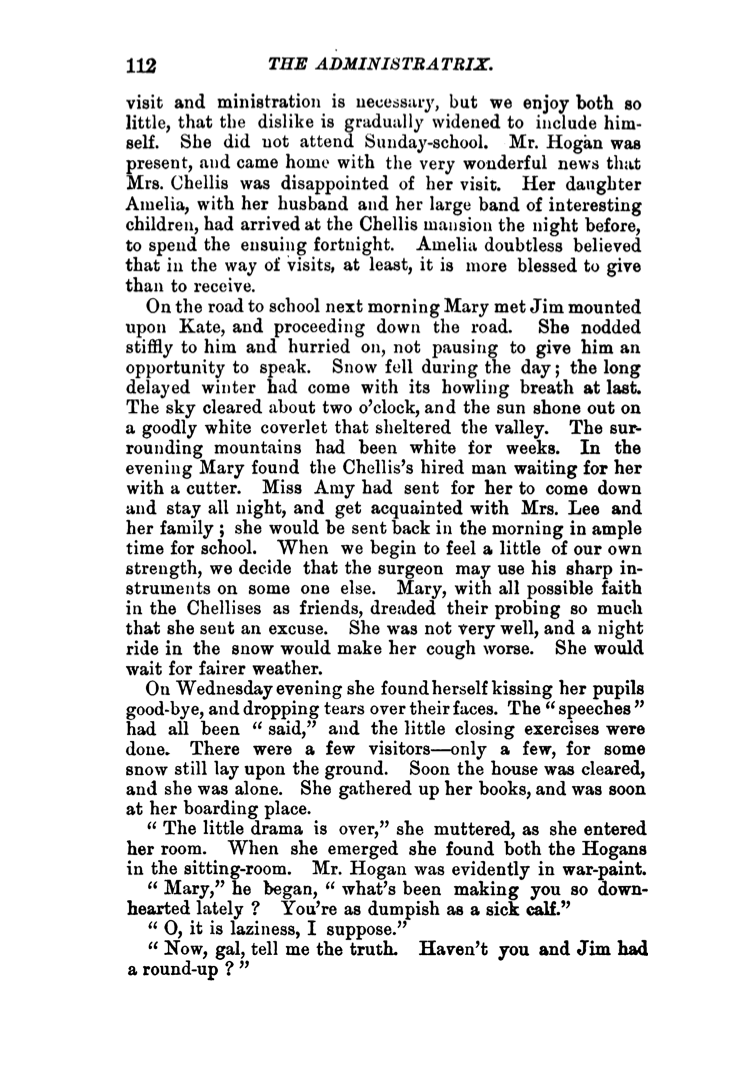 112 THE ADMINISTRATRIX.
visit and ministration is necessary, but we enjoy both so
little, that the dislike is gradually widened to include him-
self. She did not attend Sunday-school. Mr. Hogan was
present, and came home with the very wonderful news that
Mrs. Chellis was disappointed of her visit. Her daughter
Amelia, with her husband and her large band of interesting
children, had arrived at the Chellis mansion the night before,
to spend the ensuing fortnight. Amelia doubtless believed
that in the way of visits, at least, it is more blessed to give
than to receive.
On the road to school next morning Mary met Jim mounted
upon Kate, and proceeding down the road. She nodded
stiffly to him and hurried on, not pausing to give him an
opportunity to speak. Snow fell during the day; the long
delayed winter had come with its howling breath at last.
The sky cleared about two o'clock, and the sun shone out on
a goodly white coverlet that sheltered the valley. The sur-
rounding mountains had been white for weeks. In the
evening Mary found the Chellis's hired man waiting for her
with a cutter. Miss Amy had sent for her to come down
and stay all night, and get acquainted with Mrs. Lee and
her family; she would be sent back in the morning in ample
time for school. When we begin to feel a little of our own
strength, we decide that the surgeon may use his sharp in-
struments on some one else. Mary, with all possible faith
in the Chellises as friends, dreaded their probing so much
that she sent an excuse. She was not very well, and a night
ride in the snow would make her cough worse. She would
wait for fairer weather.
On Wednesday evening she found herself kissing her pupils
good-bye, and dropping tears over their faces. The "speeches"
had all been "said," and the little closing exercises were
done. There were a few visitors—only a few, for some
snow still lay upon the ground. Soon the house was cleared,
and she was alone. She gathered up her books, and was soon
at her boarding place.
"The little drama is over," she muttered, as she entered
her room. When she emerged she found both the Hogans
in the sitting-room. Mr. Hogan was evidently in war-paint.
"Mary," he began, "what's been making you so down-
hearted lately? You're as dumpish as a sick calf."
"O, it is laziness, I suppose."
"Now, gal, tell me the truth. Haven't you and Jim had
a round-up?"